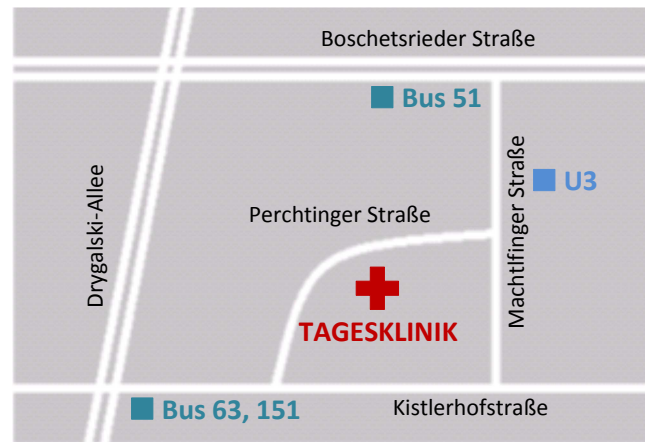 Boschetsrieder Straße
Bus 51
Drygalski-Allee
Perchtinger Straße
Machtlfinger Straße
U3
TAGESKLINIK
Bus 63, 151
Kistlerhofstraße